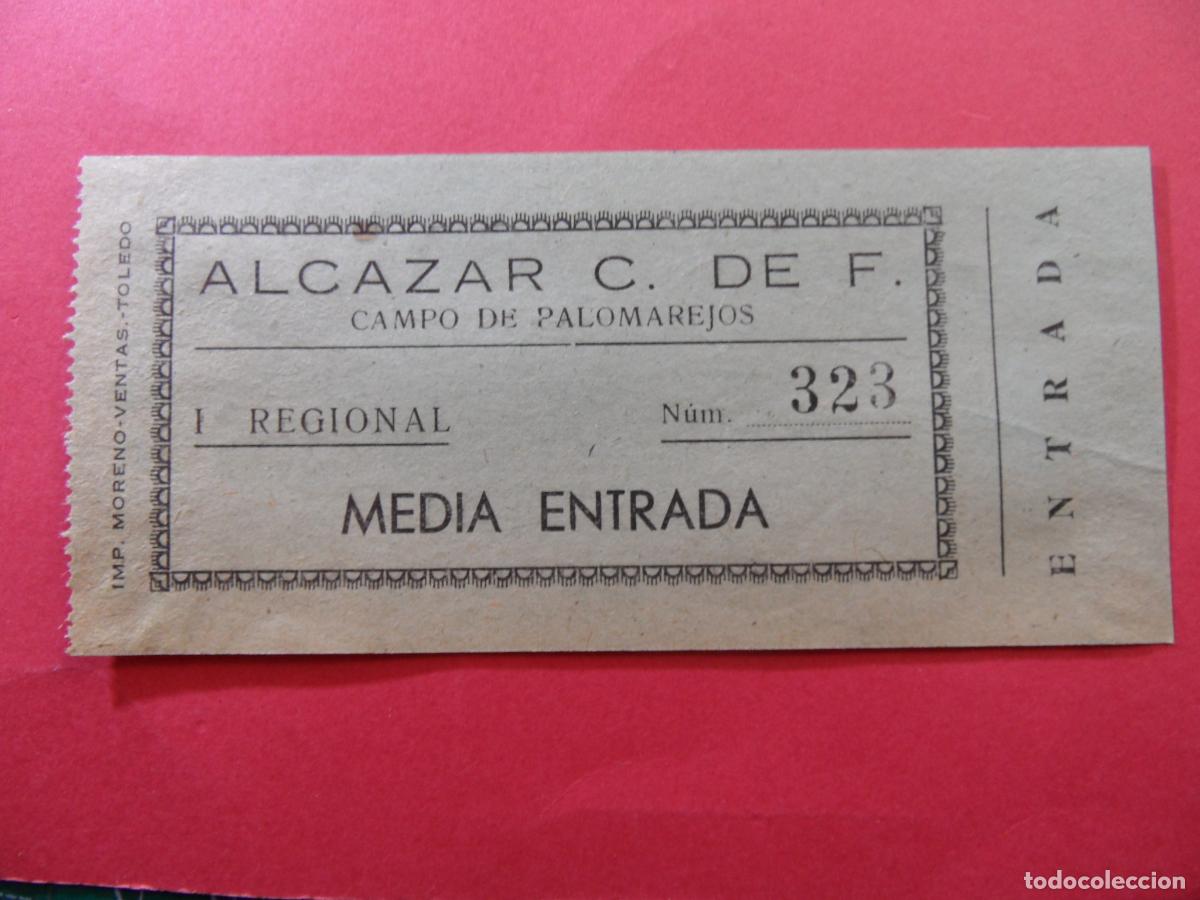 IMP. MORENO-VENTAS.-TOLEDO
ALCAZAR C. DE F.
CAMPO DE PALOMAREJOS
I REGIONAL
Núm. 323
MEDIA ENTRADA
ENTRADA
todocoleccion